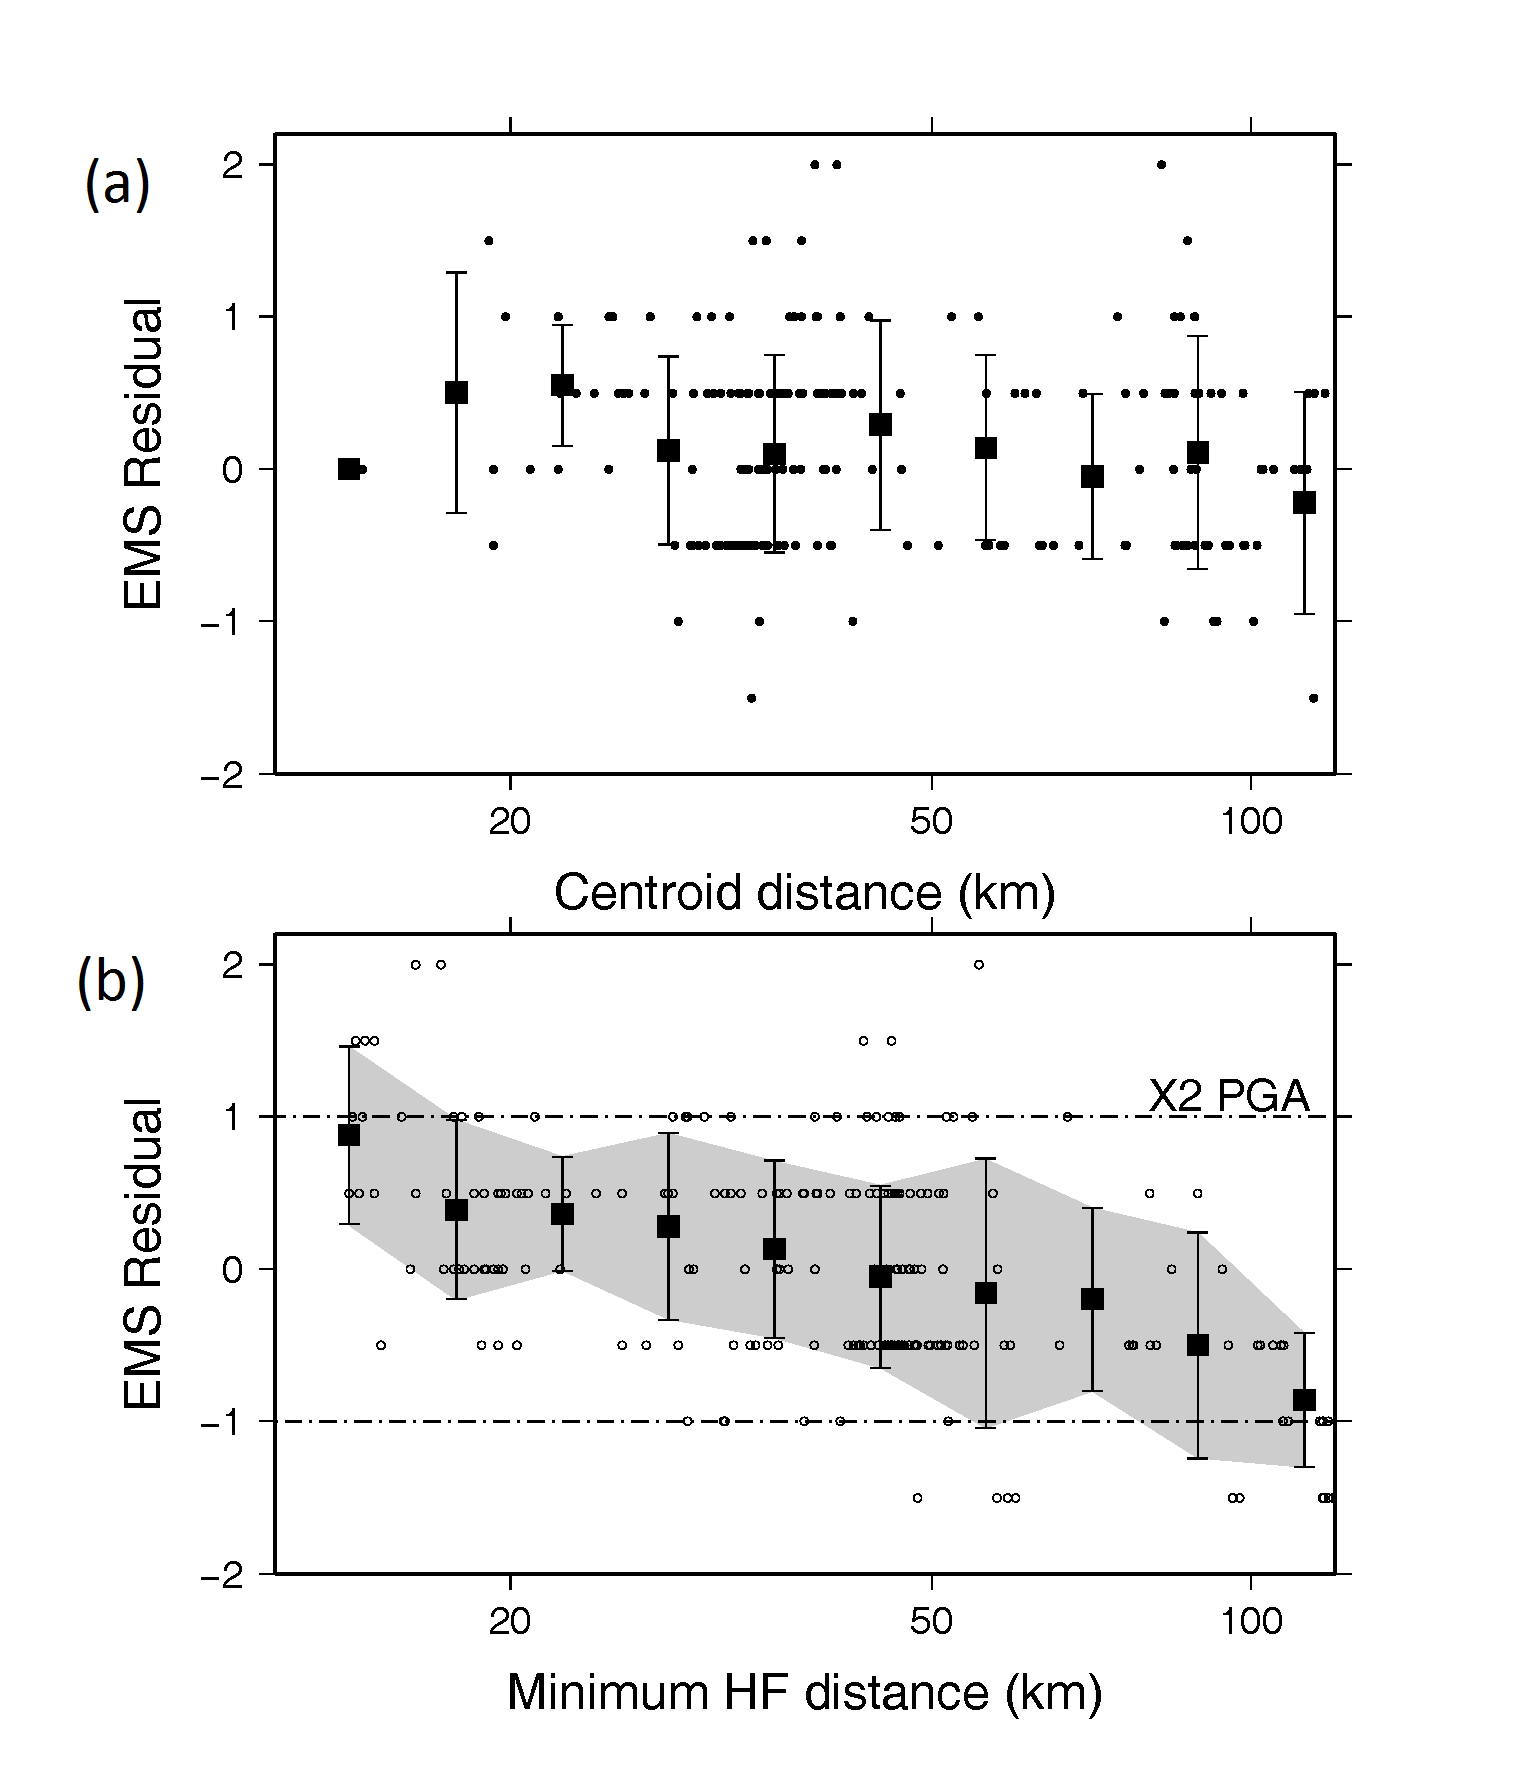 (a)
EMS Residual
2
1
0
−1
−2
20 50 100
Centroid distance (km)
(b)
EMS Residual
2
1
0
−1
−2
X2 PGA
20 50 100
Minimum HF distance (km)